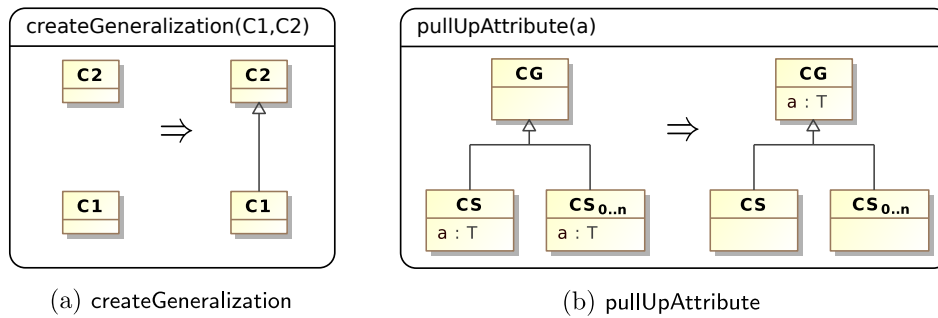 createGeneralization(C1,C2)
C2
C2
⇒
C1
C1
(a) createGeneralization
pullUpAttribute(a)
CG
CG
a : T
⇒
CS
CS0..n
CS
CS0..n
a : T
a : T
(b) pullUpAttribute